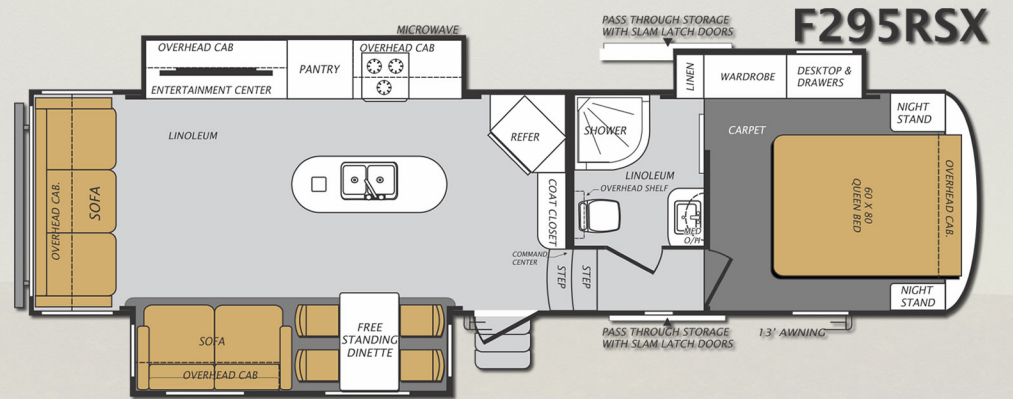 F295RSX
PASS THROUGH STORAGE
WITH SLAM LATCH DOORS
MICROWAVE
OVERHEAD CAB
PANTRY
OVERHEAD CAB
ENTERTAINMENT CENTER
LINEN
WARDROBE
DESKTOP &
DRAWERS
NIGHT
STAND
LINOLEUM
REFER
SHOWER
CARPET
LINOLEUM
OVERHEAD SHELF
OVERHEAD CAB.
SOFA
COAT CLOSET
MED
O/H
60 X 80
QUEEN BED
OVERHEAD CAB.
COMMAND
CENTER
STEP
STEP
NIGHT
STAND
SOFA
OVERHEAD CAB
FREE
STANDING
DINETTE
PASS THROUGH STORAGE
WITH SLAM LATCH DOORS
13' AWNING